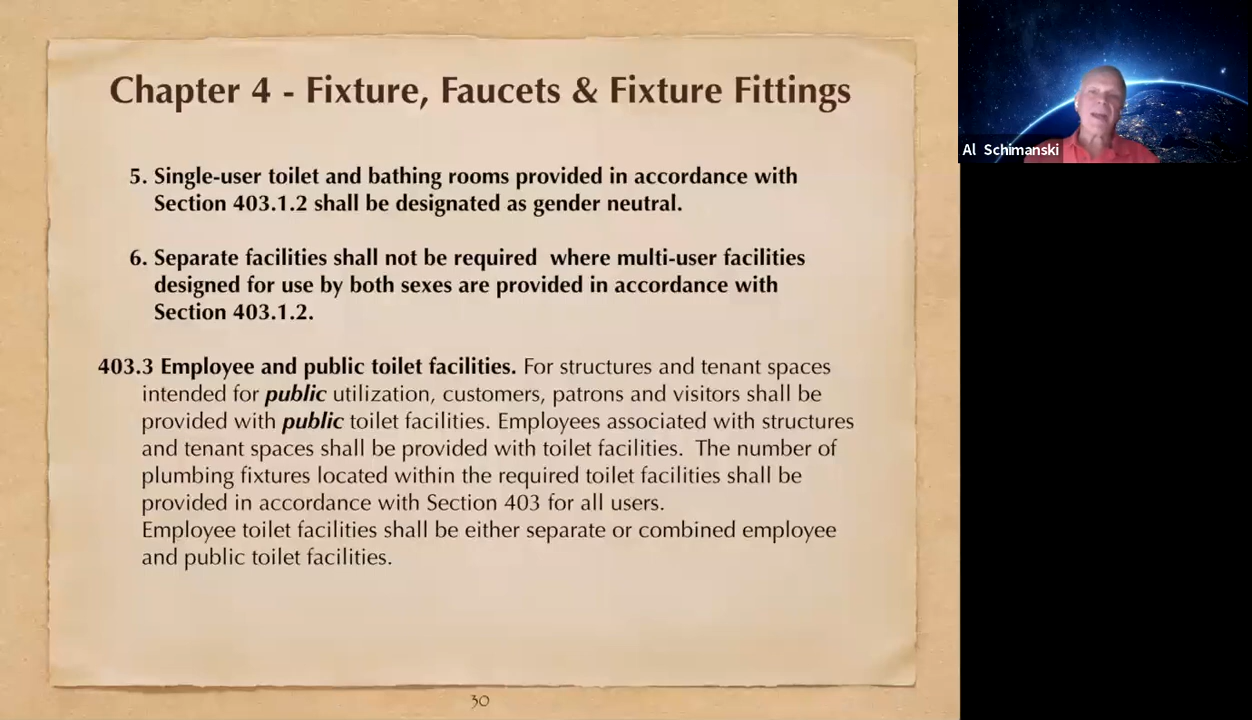 Chapter 4 - Fixture, Faucets & Fixture Fittings
5. Single-user toilet and bathing rooms provided in accordance with
Section 403.1.2 shall be designated as gender neutral.
6. Separate facilities shall not be required  where multi-user facilities
designed for use by both sexes are provided in accordance with
Section 403.1.2.
403.3 Employee and public toilet facilities. For structures and tenant spaces
intended for public utilization, customers, patrons and visitors shall be
provided with public toilet facilities. Employees associated with structures
and tenant spaces shall be provided with toilet facilities.  The number of
plumbing fixtures located within the required toilet facilities shall be
provided in accordance with Section 403 for all users.
Employee toilet facilities shall be either separate or combined employee
and public toilet facilities.
30
Al Schimanski